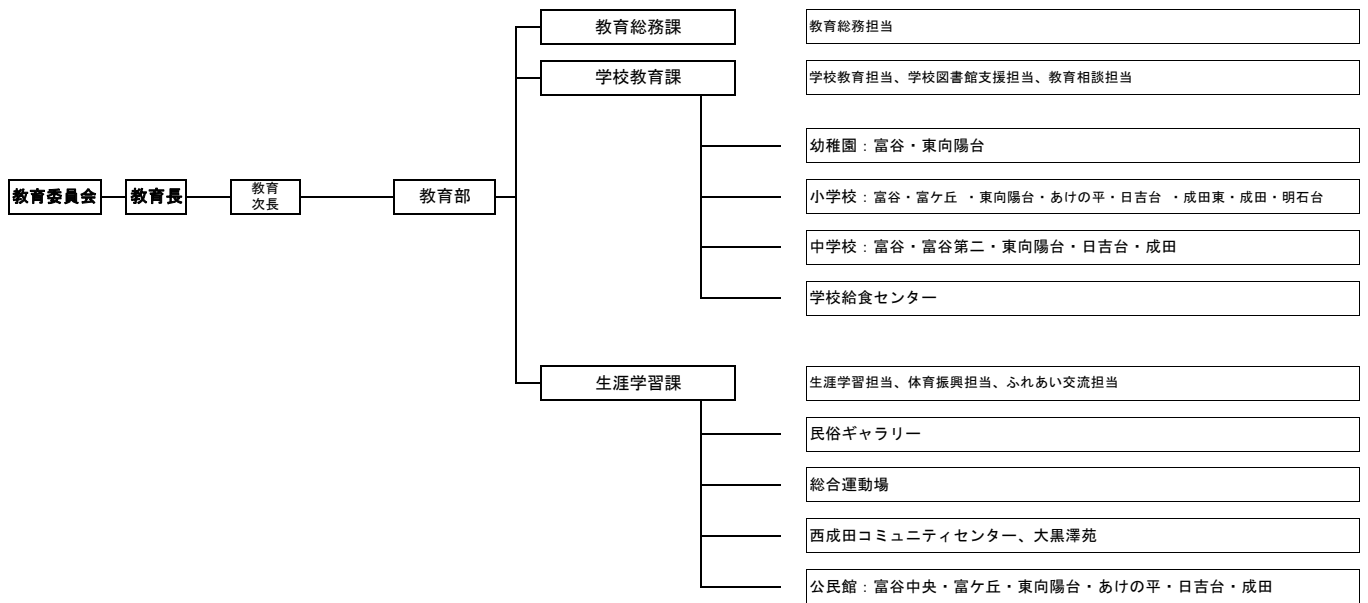 教育総務課
教育総務担当
学校教育課
学校教育担当、学校図書館支援担当、教育相談担当
幼稚園：富谷・東向陽台
教育委員会
教育長
教育
次長
教育部
小学校：富谷・富ケ丘 ・東向陽台・あけの平・日吉台 ・成田東・成田・明石台
中学校：富谷・富谷第二・東向陽台・日吉台・成田
学校給食センター
生涯学習課
生涯学習担当、体育振興担当、ふれあい交流担当
民俗ギャラリー
総合運動場
西成田コミュニティセンター、大黒澤苑
公民館：富谷中央・富ケ丘・東向陽台・あけの平・日吉台・成田